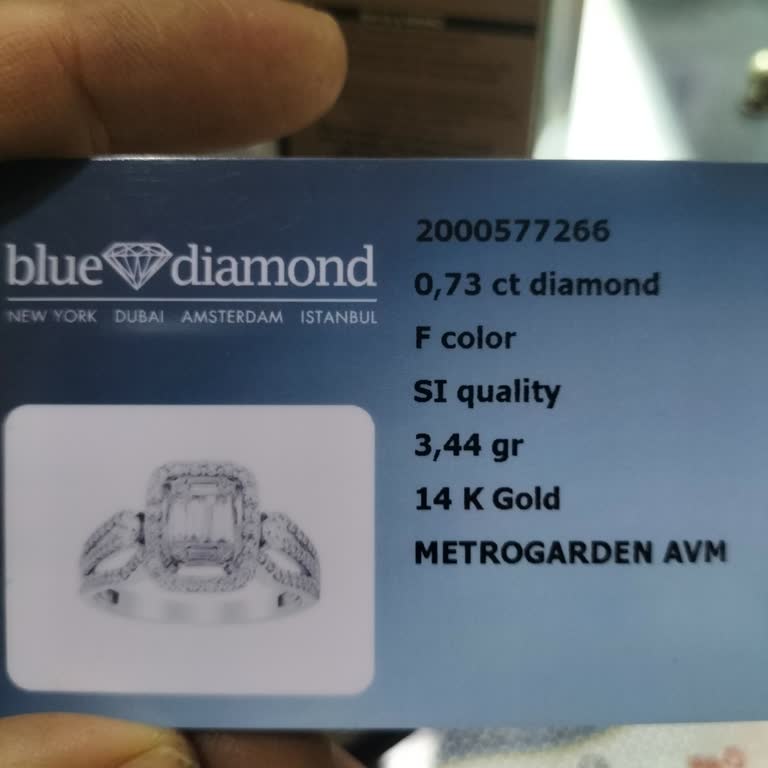 blue diamond
NEW YORK DUBAI AMSTERDAM ISTANBUL
2000577266
0,73 ct diamond
F color
SI quality
3,44 gr
14 K Gold
METROGARDEN AVM